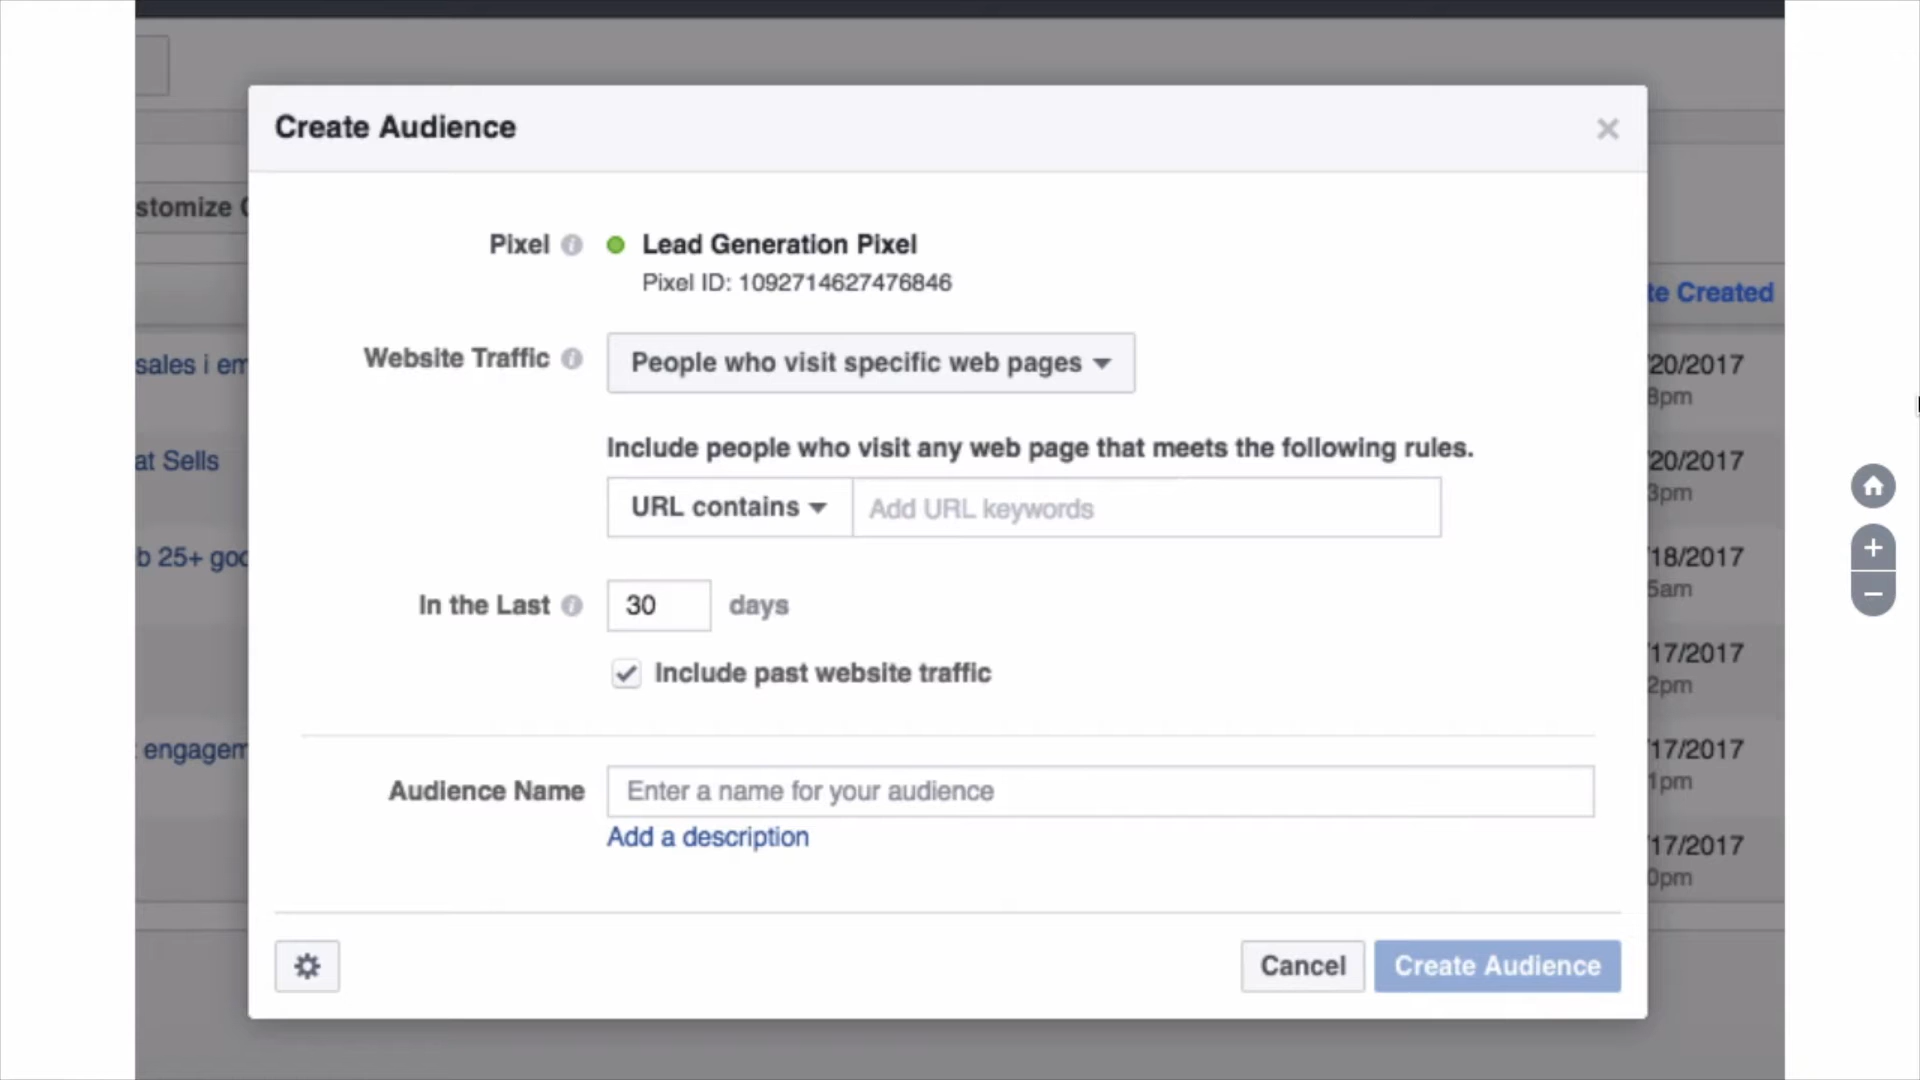 Create Audience
stomize
Pixel
Lead Generation Pixel
Pixel ID: 1092714627476846
te Created
Website Traffic
People who visit specific web pages
sales i em
/20/2017
8pm
Include people who visit any web page that meets the following rules.
at Sells
/20/2017
3pm
URL contains
Add URL keywords
b 25+ goo
/18/2017
5am
In the Last
30
days
/17/2017
2pm
Include past website traffic
engagem
/17/2017
1pm
Audience Name
Enter a name for your audience
Add a description
/17/2017
0pm
Cancel
Create Audience